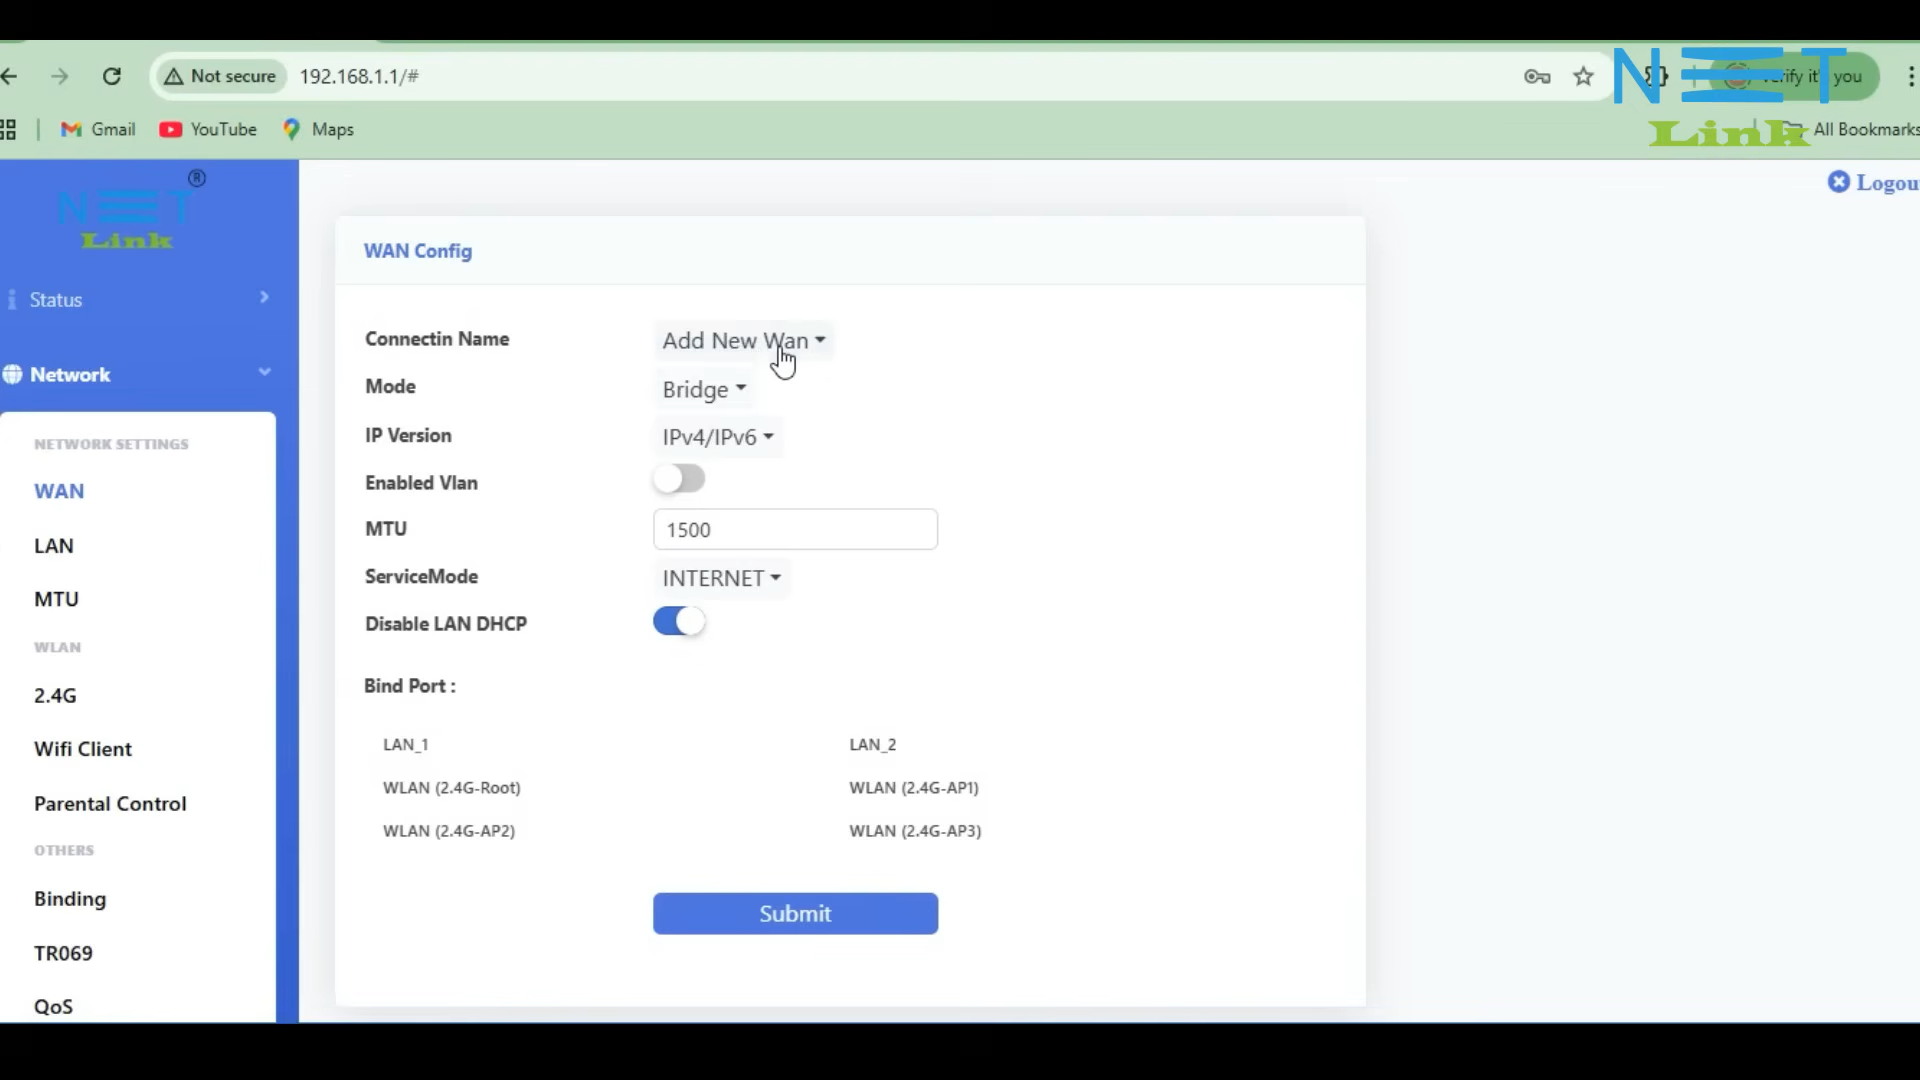 Not secure 192.168.1.1/#
Gmail YouTube Maps All Bookmarks
NET
Link
NET ®
Link
Status
Network
NETWORK SETTINGS
WAN
LAN
MTU
WLAN
2.4G
Wifi Client
Parental Control
OTHERS
Binding
TR069
QoS
Logou
WAN Config
Connectin Name Add New Wan
Mode Bridge
IP Version IPv4/IPv6
Enabled Vlan
MTU 1500
ServiceMode INTERNET
Disable LAN DHCP
Bind Port :
LAN_1 LAN_2
WLAN (2.4G-Root) WLAN (2.4G-AP1)
WLAN (2.4G-AP2) WLAN (2.4G-AP3)
Submit